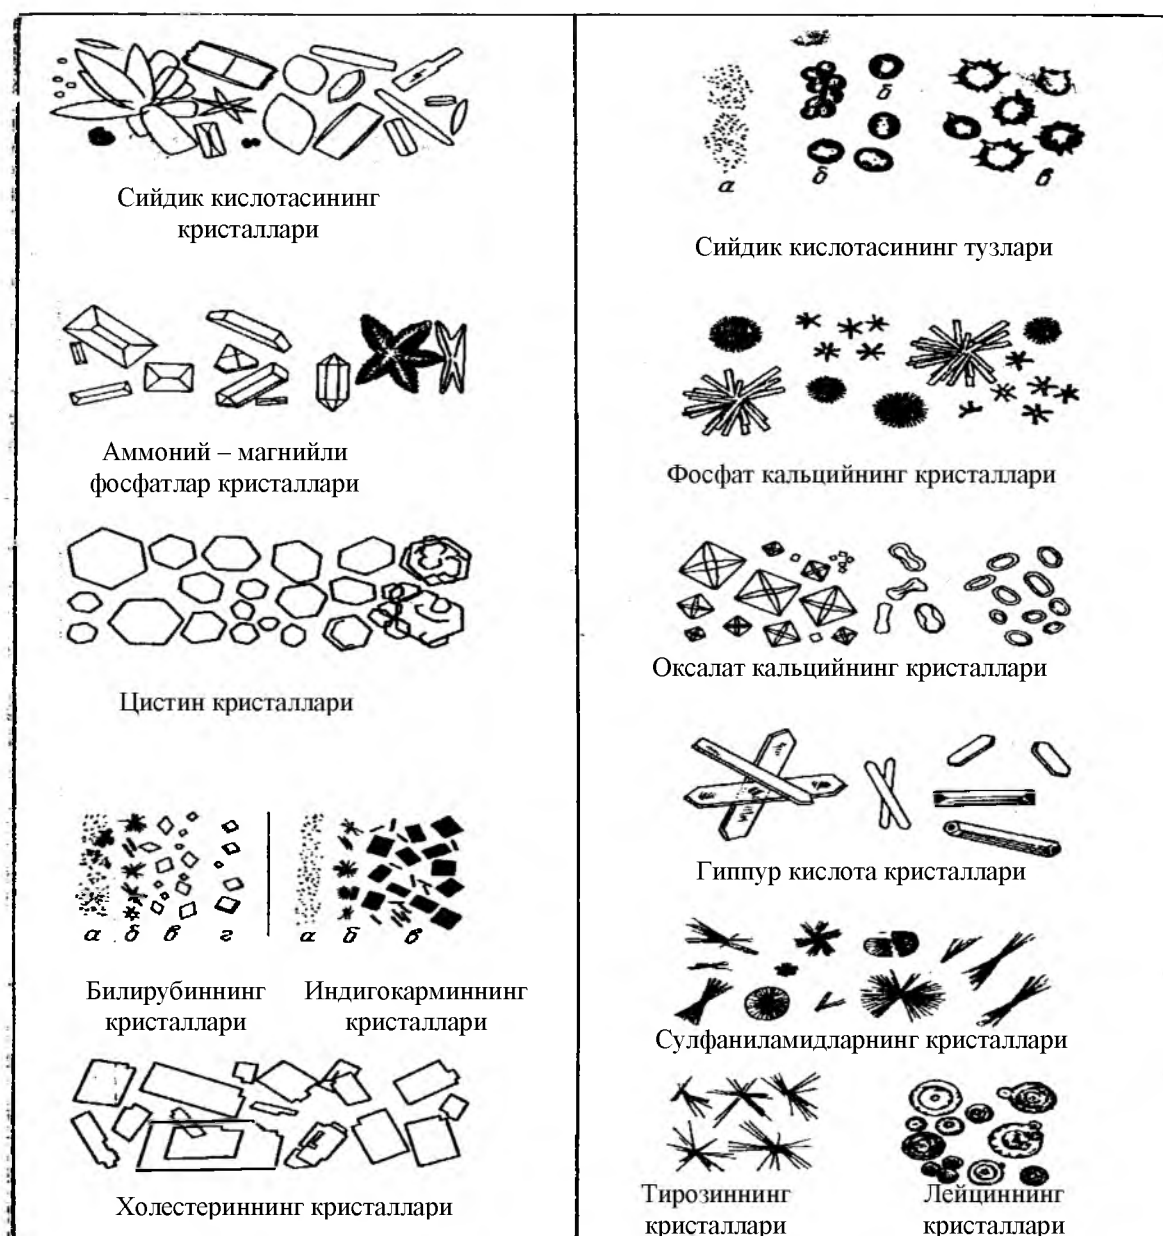 Сийдик кислотасининг
кристаллари
Аммоний – магнийли
фосфатлар кристаллари
Цистин кристаллари
а б в г
а б в
Билирубиннинг
кристаллари
Индигокарминнинг
кристаллари
Холестериннинг кристаллари
а б б в
Сийдик кислотасининг тузлари
Фосфат кальцийнинг кристаллари
Оксалат кальцийнинг кристаллари
Гиппур кислота кристаллари
Сулфаниламидларнинг кристаллари
Тирозиннинг
кристаллари
Лейциннинг
кристаллари